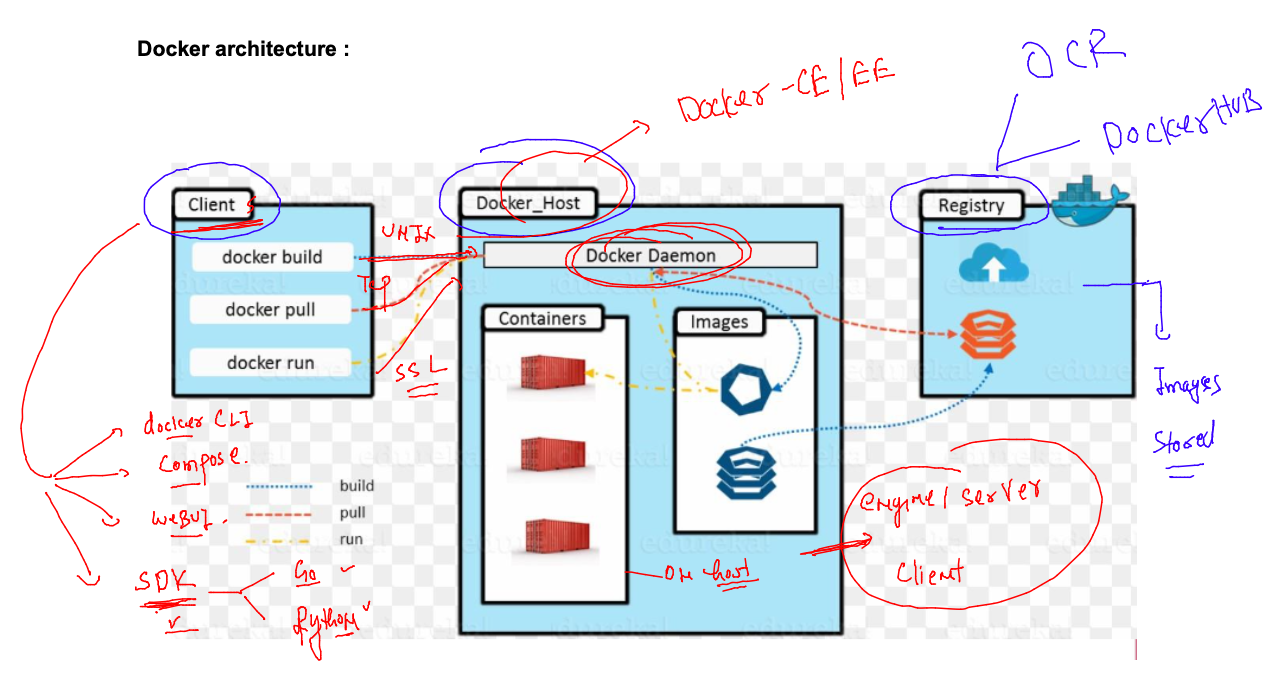 Docker architecture :
OCR
Docker -CE/EE
DockerHUB
Client
Docker_Host
Registry
UNIX
docker build
Docker Daemon
Tcp
docker pull
Containers
Images
docker run
SSL
Images
Stored
docker CLI
Compose.
build
engine/server
pull
WeBUI.
run
Client
ON host
SDK
Go
Python
edureka!